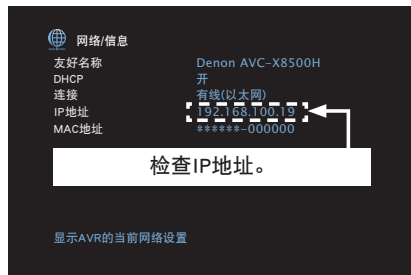 网络/信息
友好名称 Denon AVC-X8500H
DHCP 开
连接 有线(以太网)
IP地址 192.168.100.19
MAC地址 ******-000000
检查IP地址。
显示AVR的当前网络设置